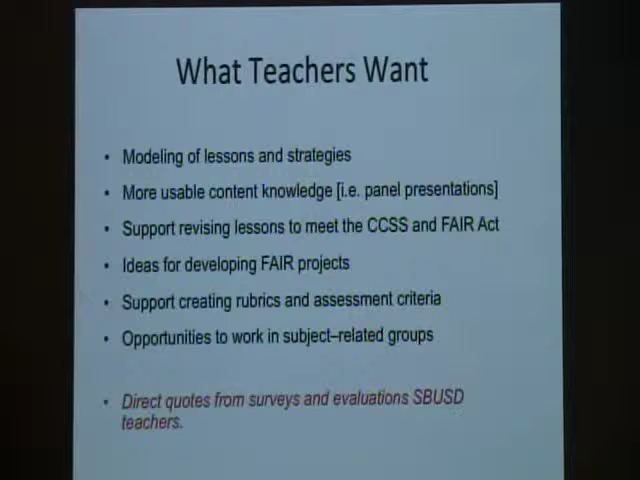 What Teachers Want
• Modeling of lessons and strategies
• More usable content knowledge [i.e. panel presentations]
• Support revising lessons to meet the CCSS and FAIR Act
• Ideas for developing FAIR projects
• Support creating rubrics and assessment criteria
• Opportunities to work in subject–related groups
• Direct quotes from surveys and evaluations SBUSD
teachers.